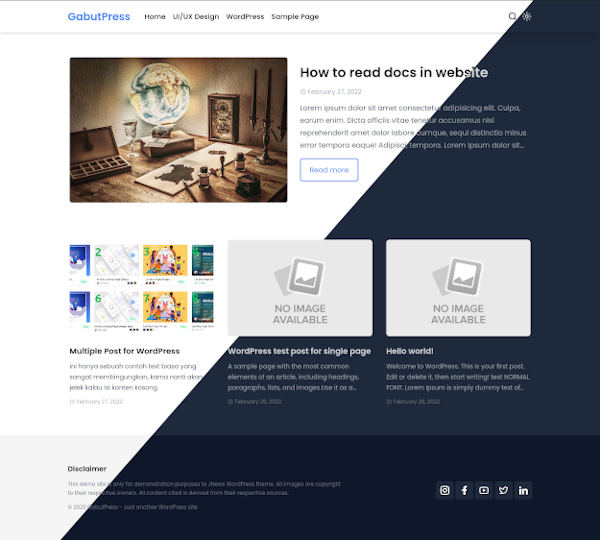 GabutPress
Home UI/UX Design WordPress Sample Page
How to read docs in website
February 27, 2022
Lorem ipsum dolor sit amet consectetur adipisicing elit. Culpa,
earum enim. Dicta officiis vitae tenetur accusamus nisi
reprehenderit amet dolor labore cumque, sequi distinctio minus
error tempora eaque! Adipisci, tempora. Lorem ipsum dolor sit...
Read more
2 3
6 7
NO IMAGE
AVAILABLE
NO IMAGE
AVAILABLE
Multiple Post for WordPress
ini hanya sebuah contoh text biasa yang
sangat membingungkan, karna nanti akan
jelek kalau isi konten kosong.
February 27, 2022
WordPress test post for single page
A sample page with the most common
elements of an article, including headings,
paragraphs, lists, and images.Use it as a...
February 26, 2022
Hello world!
Welcome to WordPress. This is your first post.
Edit or delete it, then start writing! test NORMAL
FONT. Lorem Ipsum is simply dummy text of...
February 26, 2022
Disclaimer
This demo site is only for demonstration purposes to JNews WordPress theme. All images are copyright
to their respective owners. All content cited is derived from their respective sources.
© 2022 GabutPress - Just another WordPress site